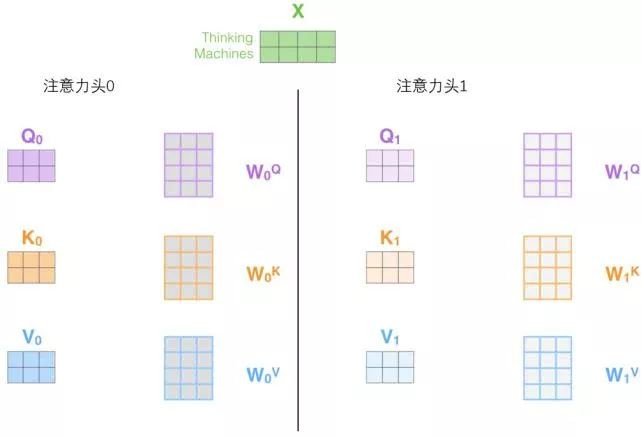 X
Thinking
Machines
注意力头0
注意力头1
Q₀
W₀Q
Q₁
W₁Q
K₀
W₀K
K₁
W₁K
V₀
W₀V
V₁
W₁V